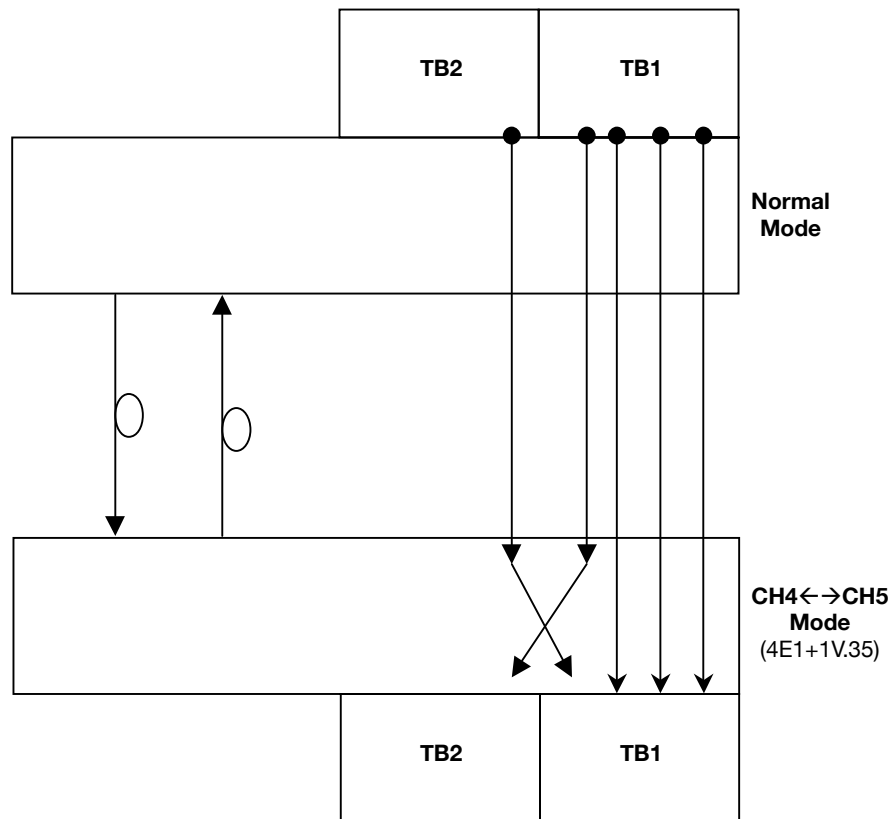 TB2
TB1
Normal
Mode
CH4←→CH5
Mode
(4E1+1V.35)
TB2
TB1